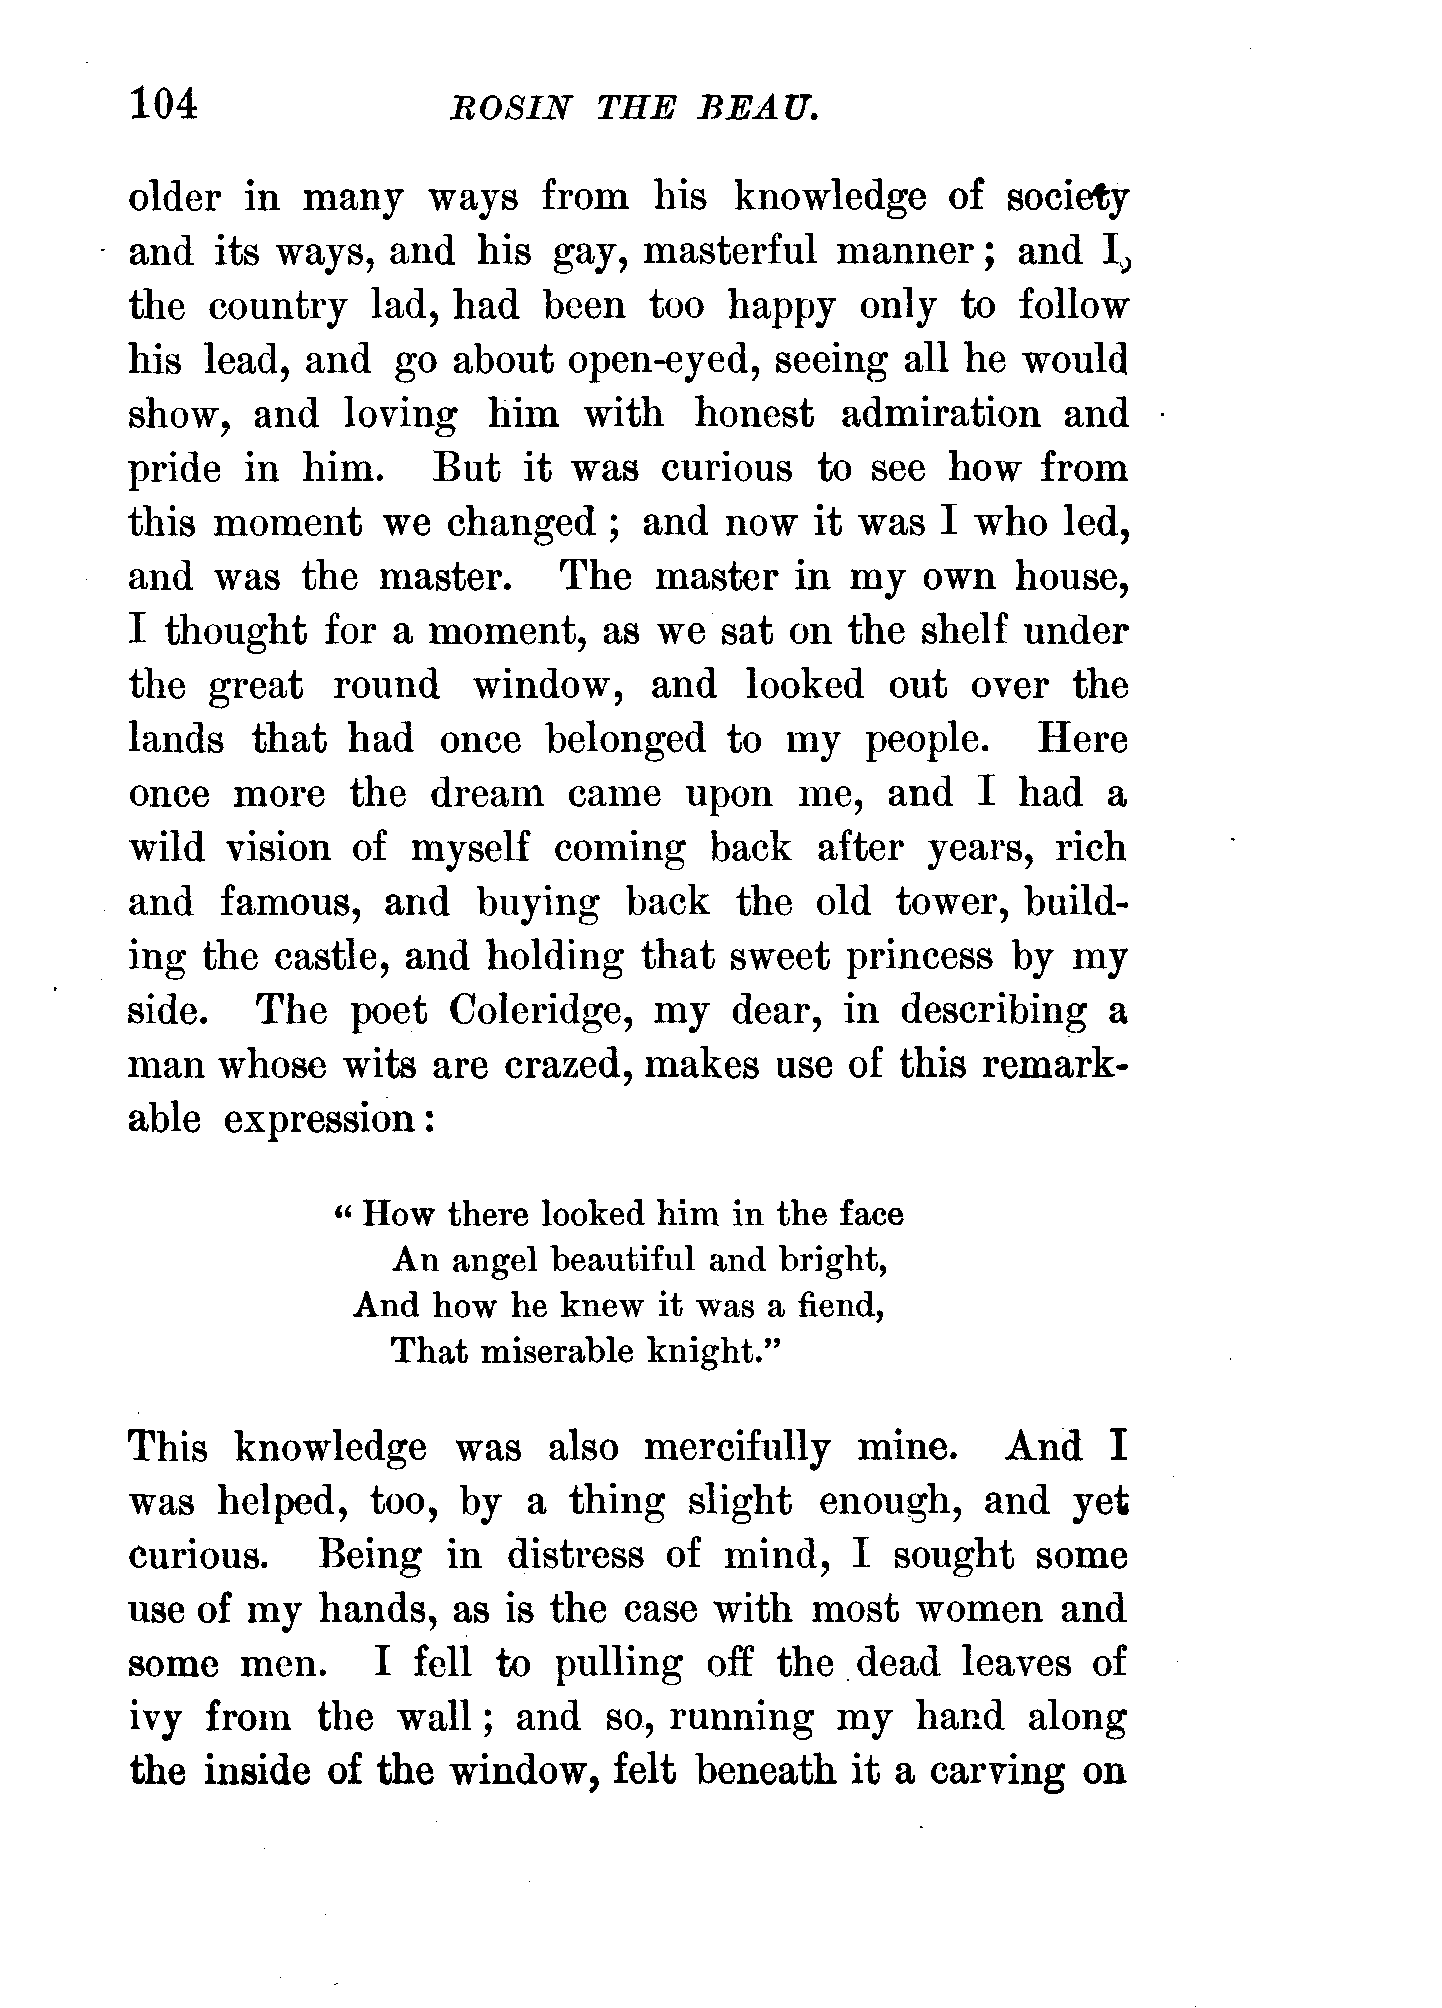 104 ROSIN THE BEAU.
older in many ways from his knowledge of society
and its ways, and his gay, masterful manner; and I,
the country lad, had been too happy only to follow
his lead, and go about open-eyed, seeing all he would
show, and loving him with honest admiration and
pride in him. But it was curious to see how from
this moment we changed; and now it was I who led,
and was the master. The master in my own house,
I thought for a moment, as we sat on the shelf under
the great round window, and looked out over the
lands that had once belonged to my people. Here
once more the dream came upon me, and I had a
wild vision of myself coming back after years, rich
and famous, and buying back the old tower, build-
ing the castle, and holding that sweet princess by my
side. The poet Coleridge, my dear, in describing a
man whose wits are crazed, makes use of this remark-
able expression:
“How there looked him in the face
An angel beautiful and bright,
And how he knew it was a fiend,
That miserable knight.”
This knowledge was also mercifully mine. And I
was helped, too, by a thing slight enough, and yet
curious. Being in distress of mind, I sought some
use of my hands, as is the case with most women and
some men. I fell to pulling off the dead leaves of
ivy from the wall; and so, running my hand along
the inside of the window, felt beneath it a carving on